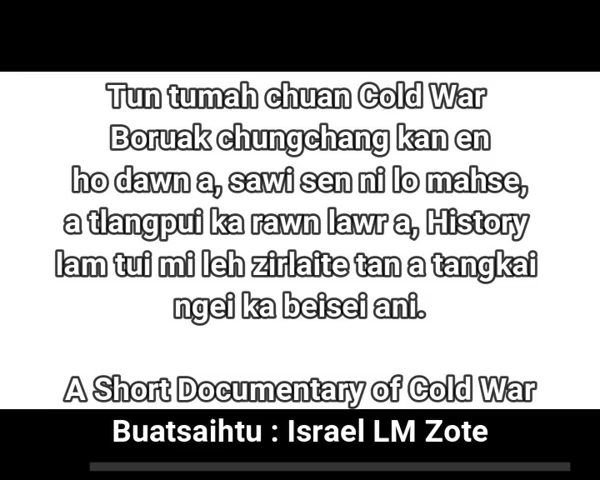 Tun tumah chuan Cold War
Boruak chungchang kan en
ho dawn a, sawi sen ni lo mahse,
a tlangpui ka rawn lawr a, History
lam tui mi leh zirlaite tan a tangkai
ngei ka beisei ani.
A Short Documentary of Cold War
Buatsaihtu : Israel LM Zote